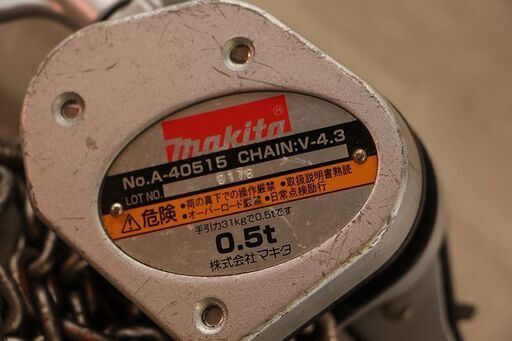 makita
No.A-40515 CHAIN:V-4.3
LOT NO. 0176
⚠危険 ●荷の真下での操作厳禁 ●取扱説明書熟読
●オーバーロード厳禁 ●日常点検励行
手引力31kgで0.5tです
0.5t
株式会社マキタ